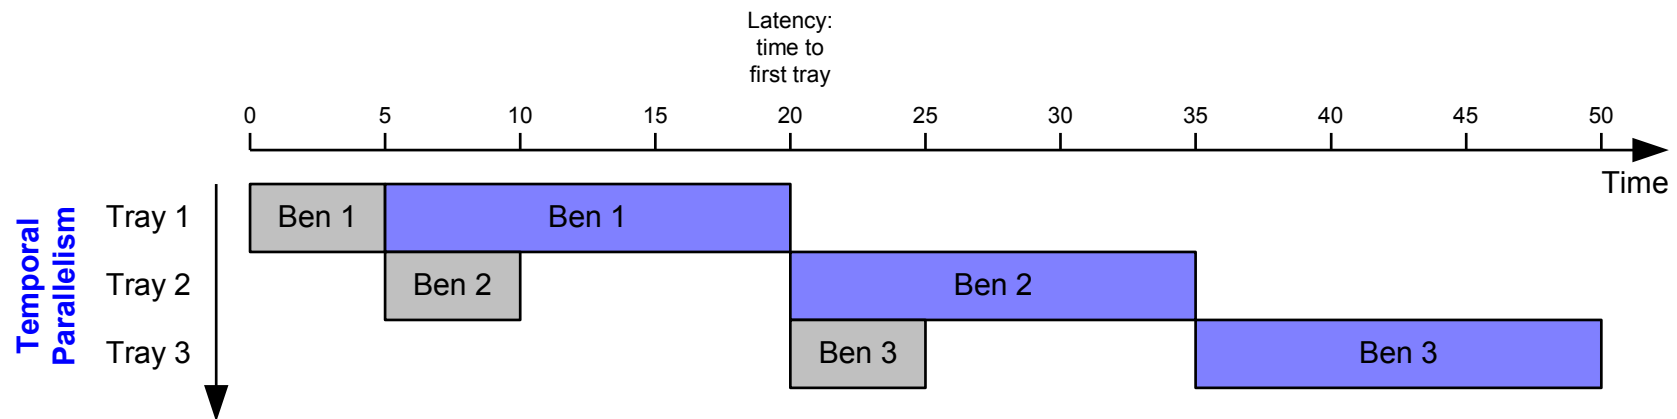 Latency:
time to
first tray
0 5 10 15 20 25 30 35 40 45 50
Time
Temporal
Parallelism
Tray 1 Ben 1 Ben 1
Tray 2 Ben 2 Ben 2
Tray 3 Ben 3 Ben 3